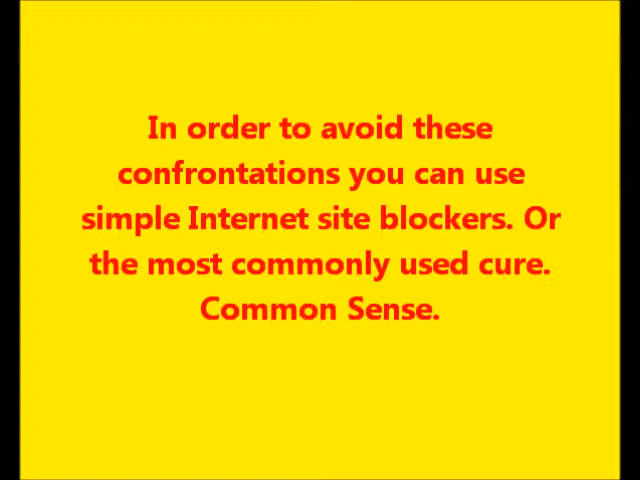 In order to avoid these
confrontations you can use
simple Internet site blockers. Or
the most commonly used cure.
Common Sense.